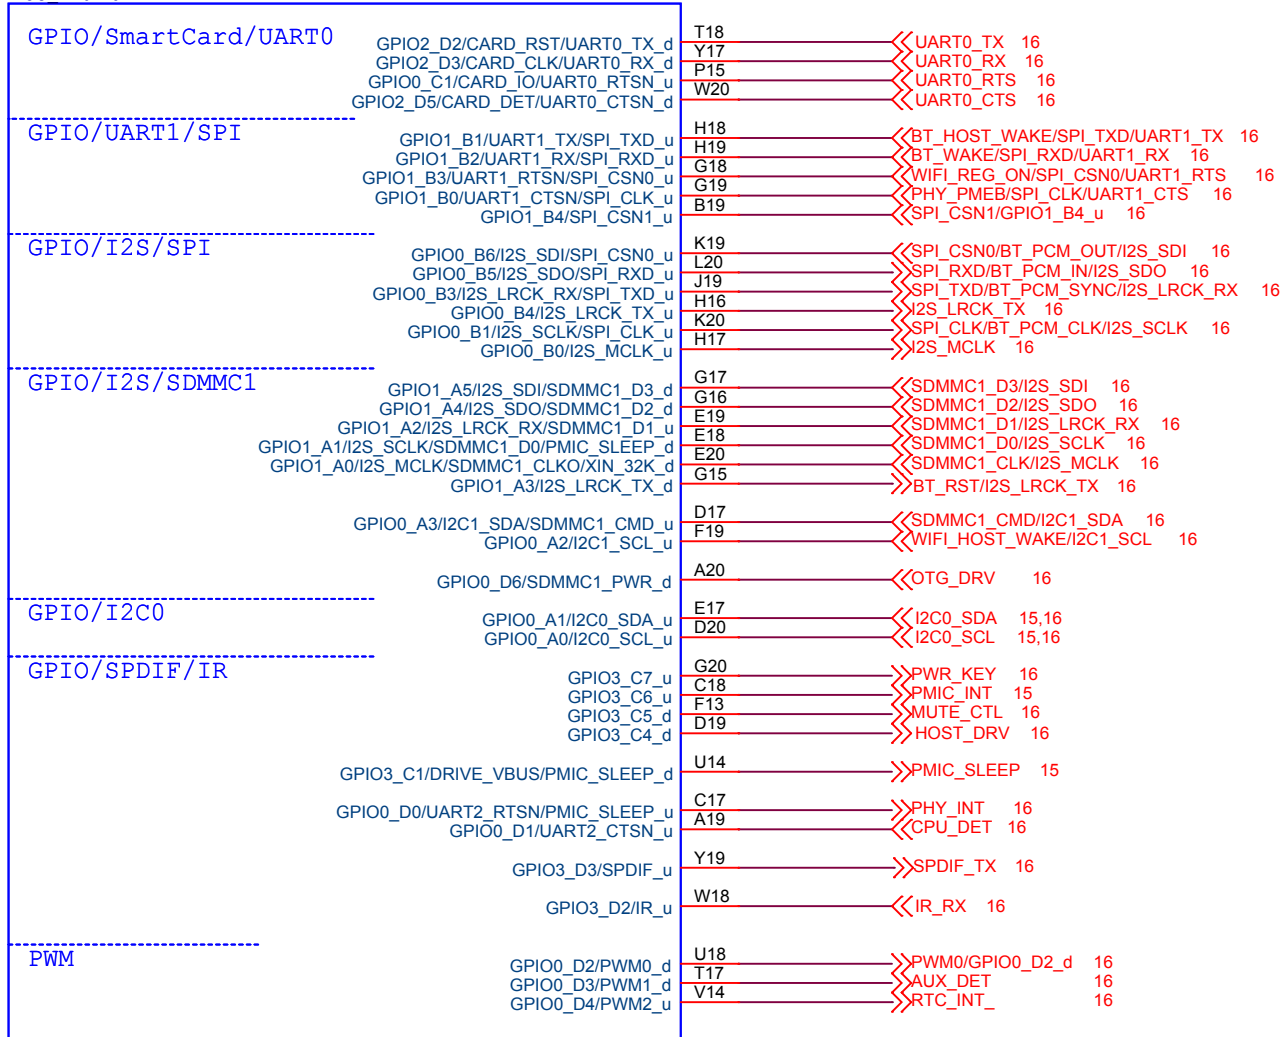 GPIO/SmartCard/UART0
GPIO2_D2/CARD_RST/UART0_TX_d T18 UART0_TX 16
GPIO2_D3/CARD_CLK/UART0_RX_d Y17 UART0_RX 16
GPIO0_C1/CARD_IO/UART0_RTSN_u P15 UART0_RTS 16
GPIO2_D5/CARD_DET/UART0_CTSN_d W20 UART0_CTS 16
GPIO/UART1/SPI
GPIO1_B1/UART1_TX/SPI_TXD_u H18 BT_HOST_WAKE/SPI_TXD/UART1_TX 16
GPIO1_B2/UART1_RX/SPI_RXD_u H19 BT_WAKE/SPI_RXD/UART1_RX 16
GPIO1_B3/UART1_RTSN/SPI_CSN0_u G18 WIFI_REG_ON/SPI_CSN0/UART1_RTS 16
GPIO1_B0/UART1_CTSN/SPI_CLK_u G19 PHY_PMEB/SPI_CLK/UART1_CTS 16
GPIO1_B4/SPI_CSN1_u B19 SPI_CSN1/GPIO1_B4_u 16
GPIO/I2S/SPI
GPIO0_B6/I2S_SDI/SPI_CSN0_u K19 SPI_CSN0/BT_PCM_OUT/I2S_SDI 16
GPIO0_B5/I2S_SDO/SPI_RXD_u L20 SPI_RXD/BT_PCM_IN/I2S_SDO 16
GPIO0_B3/I2S_LRCK_RX/SPI_TXD_u J19 SPI_TXD/BT_PCM_SYNC/I2S_LRCK_RX 16
GPIO0_B4/I2S_LRCK_TX_u H16 I2S_LRCK_TX 16
GPIO0_B1/I2S_SCLK/SPI_CLK_u K20 SPI_CLK/BT_PCM_CLK/I2S_SCLK 16
GPIO0_B0/I2S_MCLK_u H17 I2S_MCLK 16
GPIO/I2S/SDMMC1
GPIO1_A5/I2S_SDI/SDMMC1_D3_d G17 SDMMC1_D3/I2S_SDI 16
GPIO1_A4/I2S_SDO/SDMMC1_D2_d G16 SDMMC1_D2/I2S_SDO 16
GPIO1_A2/I2S_LRCK_RX/SDMMC1_D1_u E19 SDMMC1_D1/I2S_LRCK_RX 16
GPIO1_A1/I2S_SCLK/SDMMC1_D0/PMIC_SLEEP_d E18 SDMMC1_D0/I2S_SCLK 16
GPIO1_A0/I2S_MCLK/SDMMC1_CLKO/XIN_32K_d E20 SDMMC1_CLK/I2S_MCLK 16
GPIO1_A3/I2S_LRCK_TX_d G15 BT_RST/I2S_LRCK_TX 16
GPIO0_A3/I2C1_SDA/SDMMC1_CMD_u D17 SDMMC1_CMD/I2C1_SDA 16
GPIO0_A2/I2C1_SCL_u F19 WIFI_HOST_WAKE/I2C1_SCL 16
GPIO0_D6/SDMMC1_PWR_d A20 OTG_DRV 16
GPIO/I2C0
GPIO0_A1/I2C0_SDA_u E17 I2C0_SDA 15,16
GPIO0_A0/I2C0_SCL_u D20 I2C0_SCL 15,16
GPIO/SPDIF/IR
GPIO3_C7_u G20 PWR_KEY 16
GPIO3_C6_u C18 PMIC_INT 15
GPIO3_C5_d F13 MUTE_CTL 16
GPIO3_C4_d D19 HOST_DRV 16
GPIO3_C1/DRIVE_VBUS/PMIC_SLEEP_d U14 PMIC_SLEEP 15
GPIO0_D0/UART2_RTSN/PMIC_SLEEP_u C17 PHY_INT 16
GPIO0_D1/UART2_CTSN_u A19 CPU_DET 16
GPIO3_D3/SPDIF_u Y19 SPDIF_TX 16
GPIO3_D2/IR_u W18 IR_RX 16
PWM
GPIO0_D2/PWM0_d U18 PWM0/GPIO0_D2_d 16
GPIO0_D3/PWM1_d T17 AUX_DET 16
GPIO0_D4/PWM2_u V14 RTC_INT_ 16